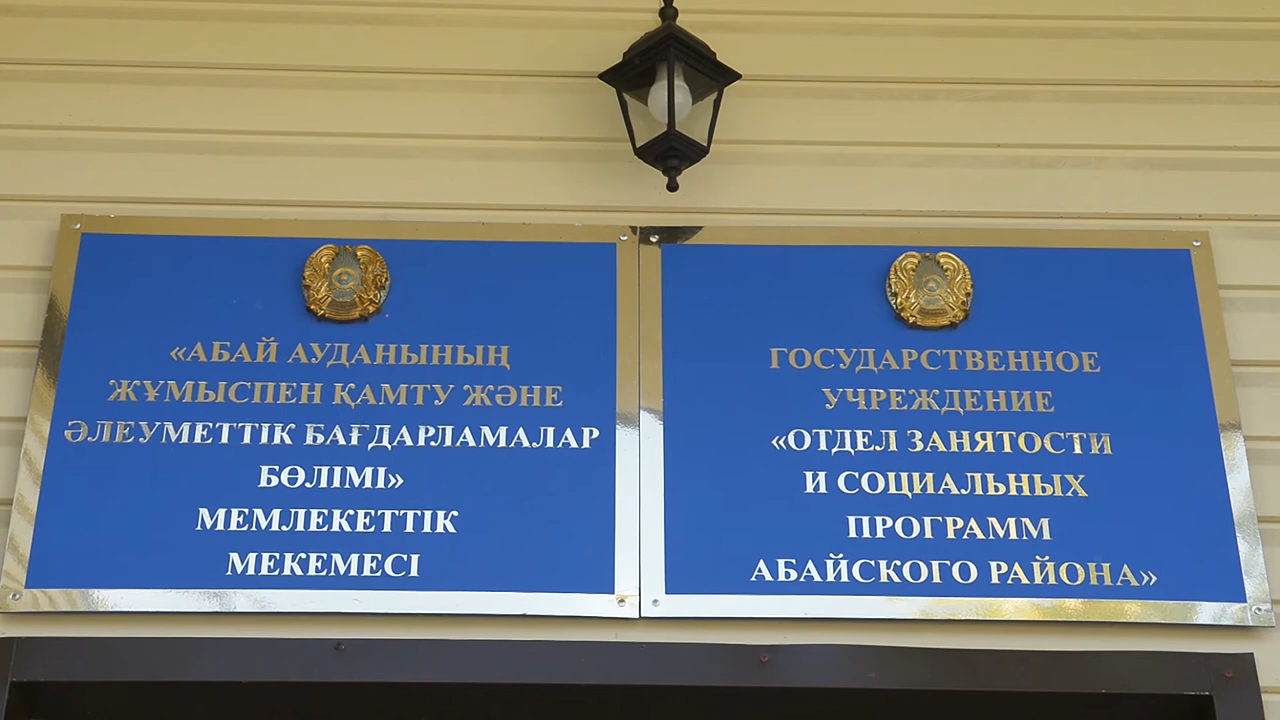 «АБАЙ АУДАНЫНЫҢ
ЖҰМЫСПЕН ҚАМТУ ЖӘНЕ
ӘЛЕУМЕТТІК БАҒДАРЛАМАЛАР
БӨЛІМІ»
МЕМЛЕКЕТТІК
МЕКЕМЕСІ
ГОСУДАРСТВЕННОЕ
УЧРЕЖДЕНИЕ
«ОТДЕЛ ЗАНЯТОСТИ
И СОЦИАЛЬНЫХ
ПРОГРАММ
АБАЙСКОГО РАЙОНА»